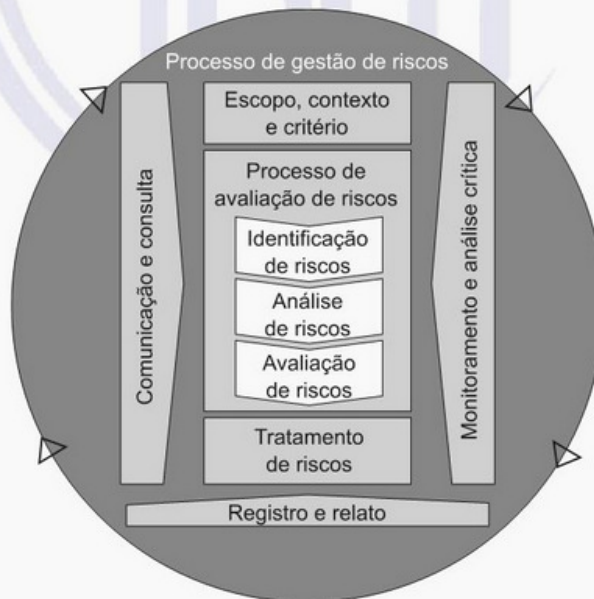 Processo de gestão de riscos
Escopo, contexto
e critério
Processo de
avaliação de riscos
Identificação
de riscos
Análise
de riscos
Avaliação
de riscos
Tratamento
de riscos
Comunicação e consulta
Monitoramento e análise crítica
Registro e relato